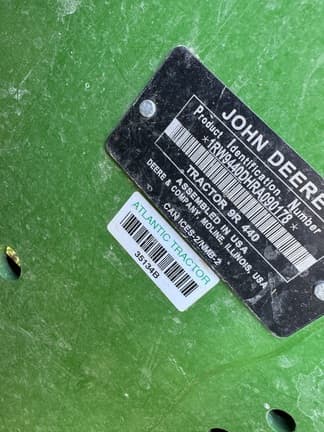 JOHN DEERE
Product Identification Number
*1RW9440DHRA090178*
TRACTOR 9R 440
ASSEMBLED IN USA
DEERE & COMPANY, MOLINE, ILLINOIS, USA
CAN ICES-2/NMB-2
ATLANTIC TRACTOR
35134B